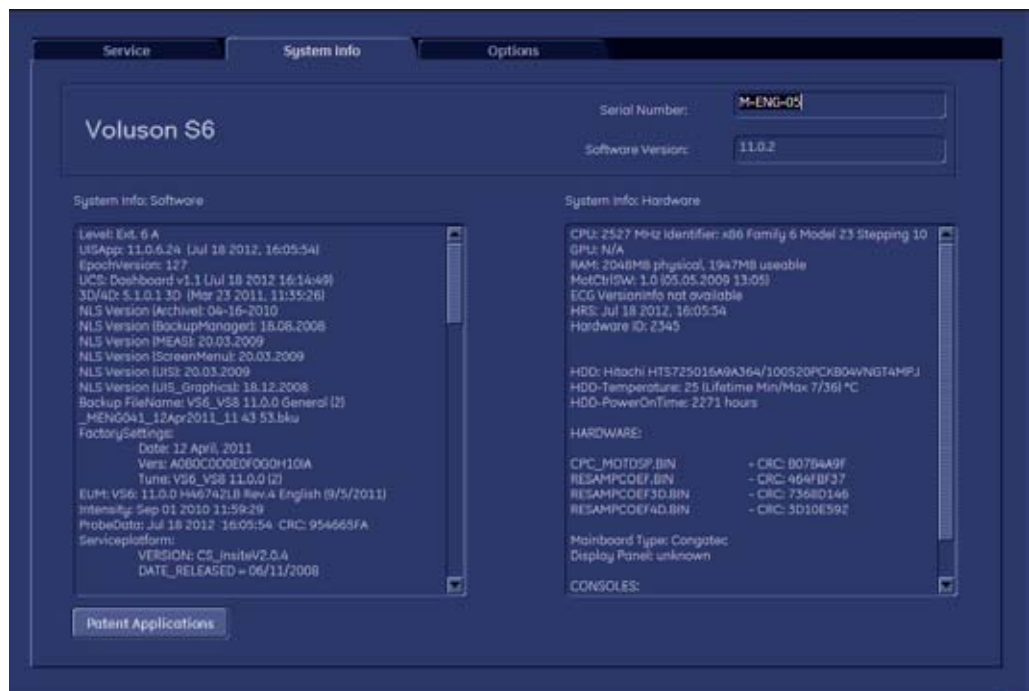 Service
System Info
Options
Voluson S6
Serial Number:
M-ENG-05
Software Version:
11.0.2
System Info: Software
Level: Ext. 6 A
UISApp: 11.0.6.24 (Jul 18 2012, 16:05:54)
EpochVersion: 127
UCS: Dashboard v1.1 (Jul 18 2012 16:14:49)
3D/4D: 5.1.0.1 3D (Mar 23 2011, 11:35:26)
NLS Version (Archive): 04-16-2010
NLS Version (BackupManager): 18.08.2008
NLS Version (MEAS): 20.03.2009
NLS Version (ScreenMenu): 20.03.2009
NLS Version (UIS): 20.03.2009
NLS Version (UIS_Graphics): 18.12.2008
Backup FileName: VS6_VS8 11.0.0 General (2)
_MENG041_12Apr2011_11 43 53.bku
FactorySettings:
Date: 12 April, 2011
Vers: A0B0C000E0F0G0H10IA
Tune: VS6_VS8 11.0.0 (2)
EUM: VS6: 11.0.0 H46742LB Rev.4 English (9/5/2011)
Intensity: Sep 01 2010 11:59:29
ProbeData: Jul 18 2012 16:05:54 CRC: 954665FA
Serviceplatform:
VERSION: CS_InsiteV2.0.4
DATE_RELEASED = 06/11/2008
Patent Applications
System Info: Hardware
CPU: 2527 MHz Identifier: x86 Family 6 Model 23 Stepping 10
GPU: N/A
RAM: 2048MB physical, 1947MB useable
MotCtrlSW: 1.0 (05.05.2009 13:05)
ECG VersionInfo not available
HRS: Jul 18 2012, 16:05:54
Hardware ID: 2345
HDD: Hitachi
HDD-Temperature: 25 (Lifetime Min/Max 7/36) °C
HDD-PowerOnTime: 2271 hours
HARDWARE:
CPC_MOTDSP.BIN - CRC: B07B4A9F
RESAMPCOEF.BIN - CRC: 464FBF37
RESAMPCOEF3D.BIN - CRC: 7368D146
RESAMPCOEF4D.BIN - CRC: 3D10E592
Mainboard Type: Congatec
Display Panel: unknown
CONSOLES: